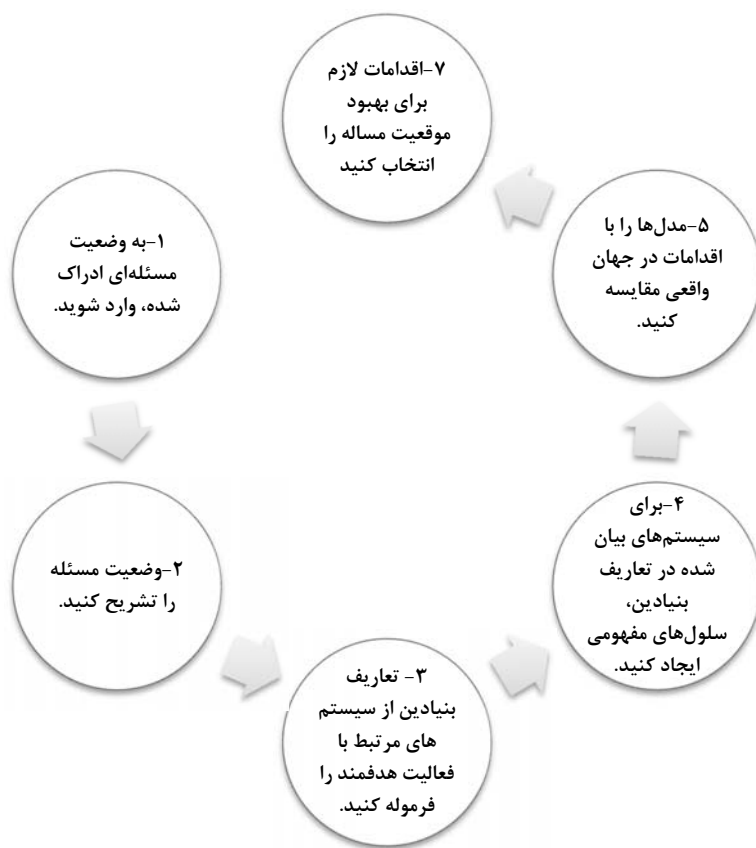 ۷-اقدامات لازم
برای بهبود
موقعیت مساله را
انتخاب کنید
۱-به وضعیت
مسئله‌ای ادراک
شده، وارد شوید.
۵-مدل‌ها را با
اقدامات در جهان
واقعی مقایسه
کنید.
۲-وضعیت مسئله
را تشریح کنید.
۴-برای
سیستم‌های بیان
شده در تعاریف
بنیادین،
سلول‌های مفهومی
ایجاد کنید.
۳- تعاریف
بنیادین از سیستم
های مرتبط با
فعالیت هدفمند را
فرموله کنید.